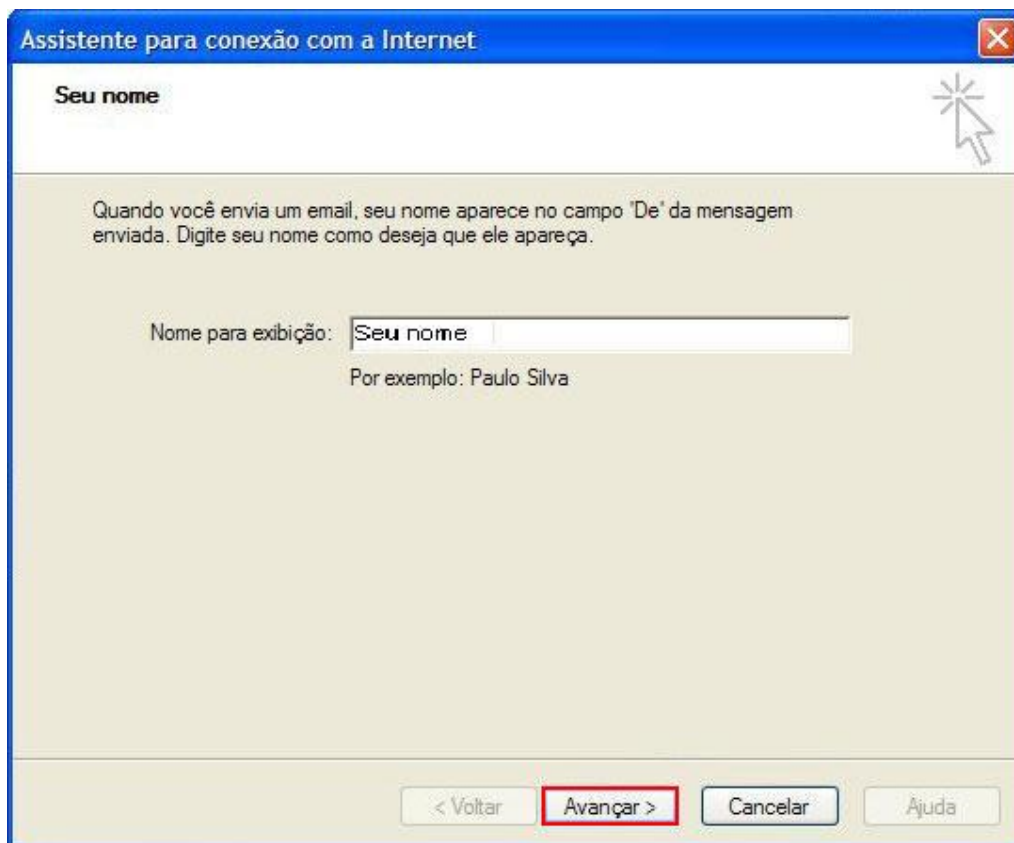 Assistente para conexão com a Internet
Seu nome
Quando você envia um email, seu nome aparece no campo 'De' da mensagem
enviada. Digite seu nome como deseja que ele apareça.
Nome para exibição: Seu nome
Por exemplo: Paulo Silva
< Voltar Avançar > Cancelar Ajuda